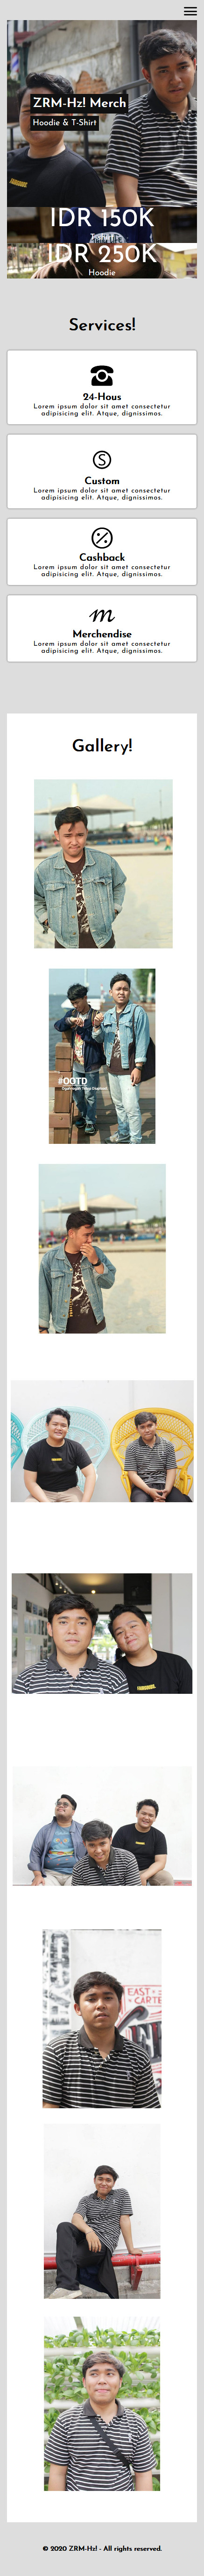 ZRM-Hz! Merch
Hoodie & T-Shirt
IDR 150K
IDR 250K
Hoodie
Services!
24-Hous
Lorem ipsum dolor sit amet consectetur
adipisicing elit. Atque, dignissimos.
Custom
Lorem ipsum dolor sit amet consectetur
adipisicing elit. Atque, dignissimos.
Cashback
Lorem ipsum dolor sit amet consectetur
adipisicing elit. Atque, dignissimos.
Merchendise
Lorem ipsum dolor sit amet consectetur
adipisicing elit. Atque, dignissimos.
Gallery!
#OOTD
EAST
CARTE
© 2020 ZRM-Hz! - All rights reserved.